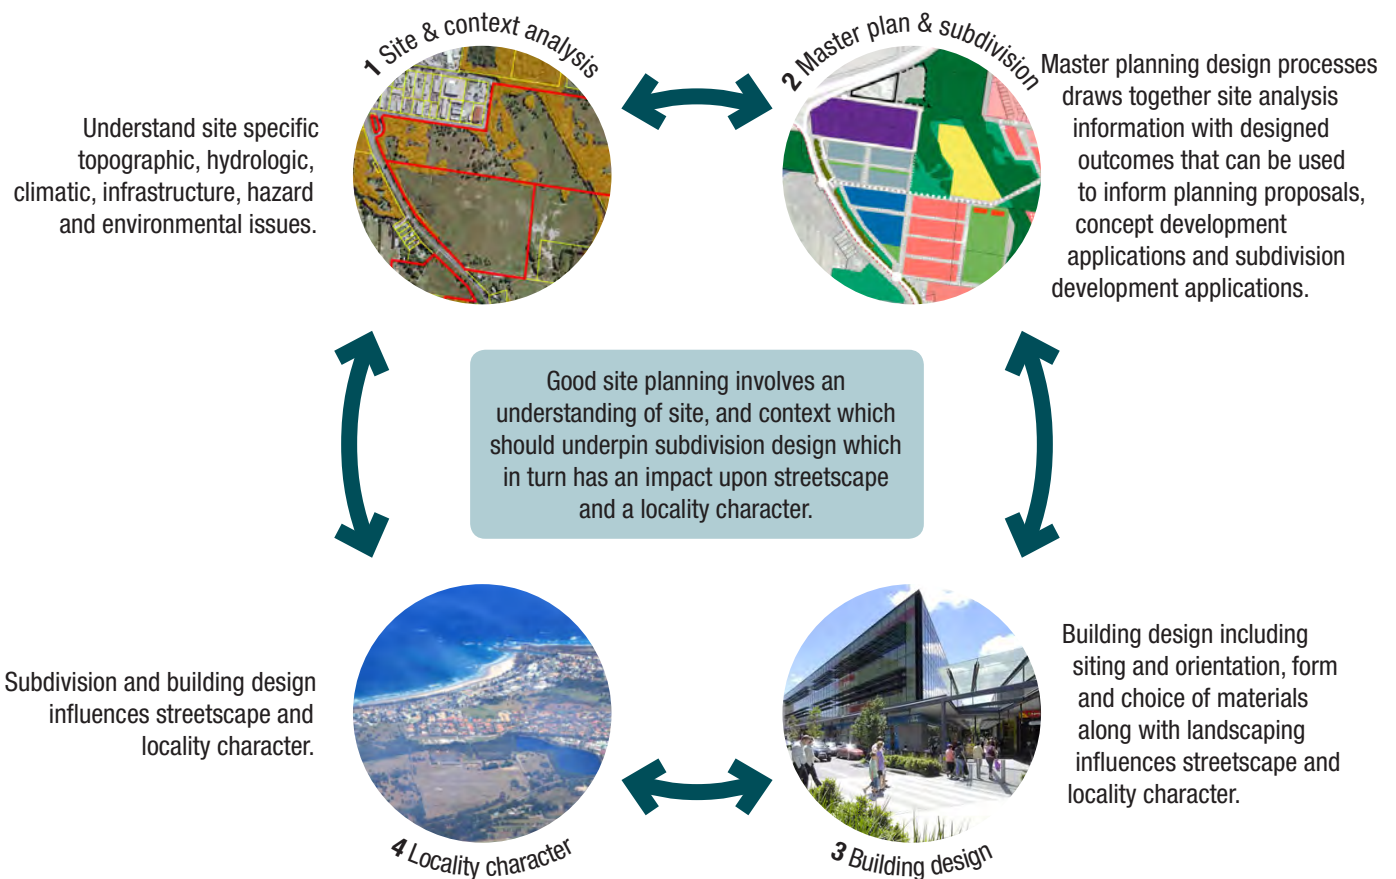 1 Site & context analysis
Understand site specific
topographic, hydrologic,
climatic, infrastructure, hazard
and environmental issues.
2 Master plan & subdivision
Master planning design processes
draws together site analysis
information with designed
outcomes that can be used
to inform planning proposals,
concept development
applications and subdivision
development applications.
Good site planning involves an
understanding of site, and context which
should underpin subdivision design which
in turn has an impact upon streetscape
and a locality character.
Building design including
siting and orientation, form
and choice of materials
along with landscaping
influences streetscape and
locality character.
3 Building design
Subdivision and building design
influences streetscape and
locality character.
4 Locality character